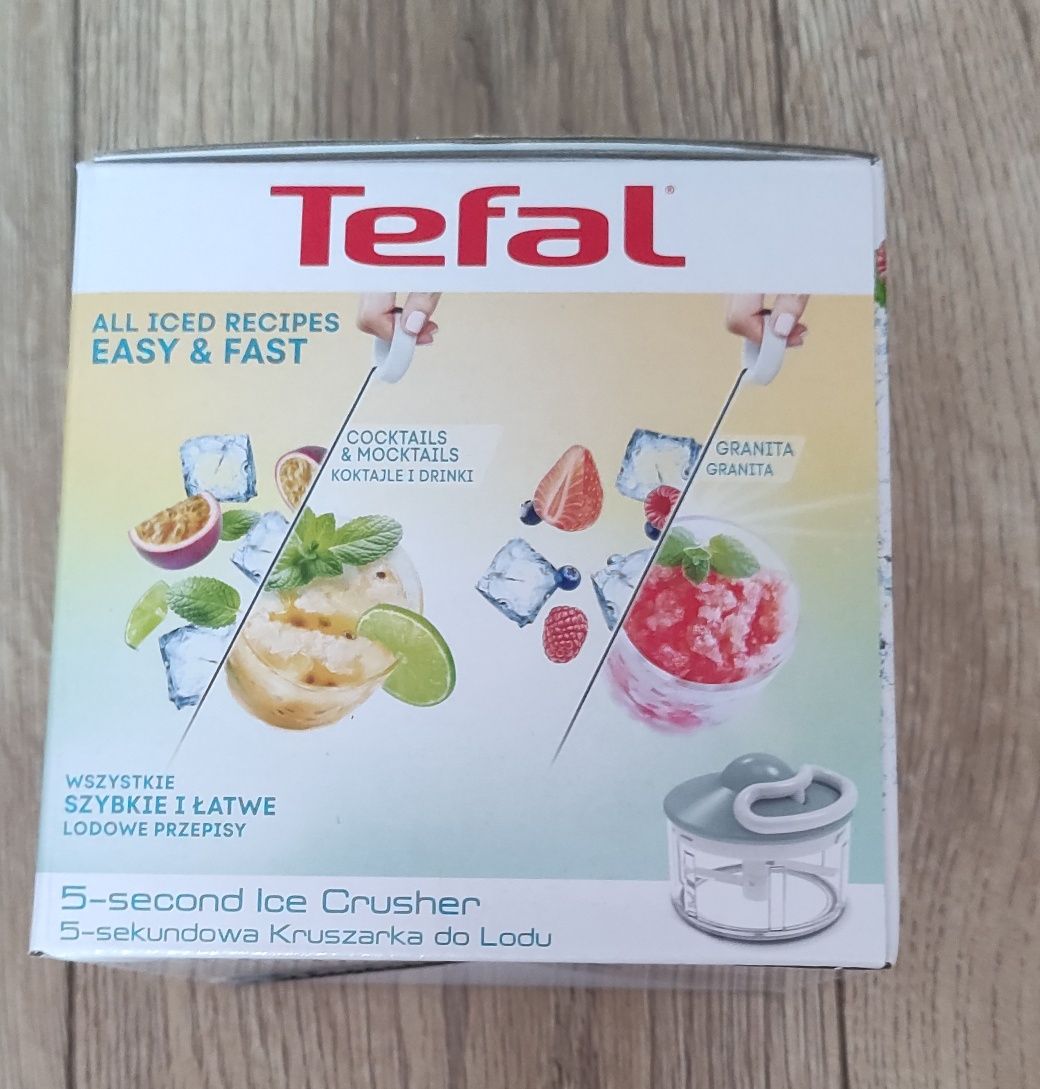 Tefal®
ALL ICED RECIPES
EASY & FAST
COCKTAILS
& MOCKTAILS
KOKTAJLE I DRINKI
GRANITA
GRANITA
WSZYSTKIE
SZYBKIE I ŁATWE
LODOWE PRZEPISY
5-second Ice Crusher
5-sekundowa Kruszarka do Lodu